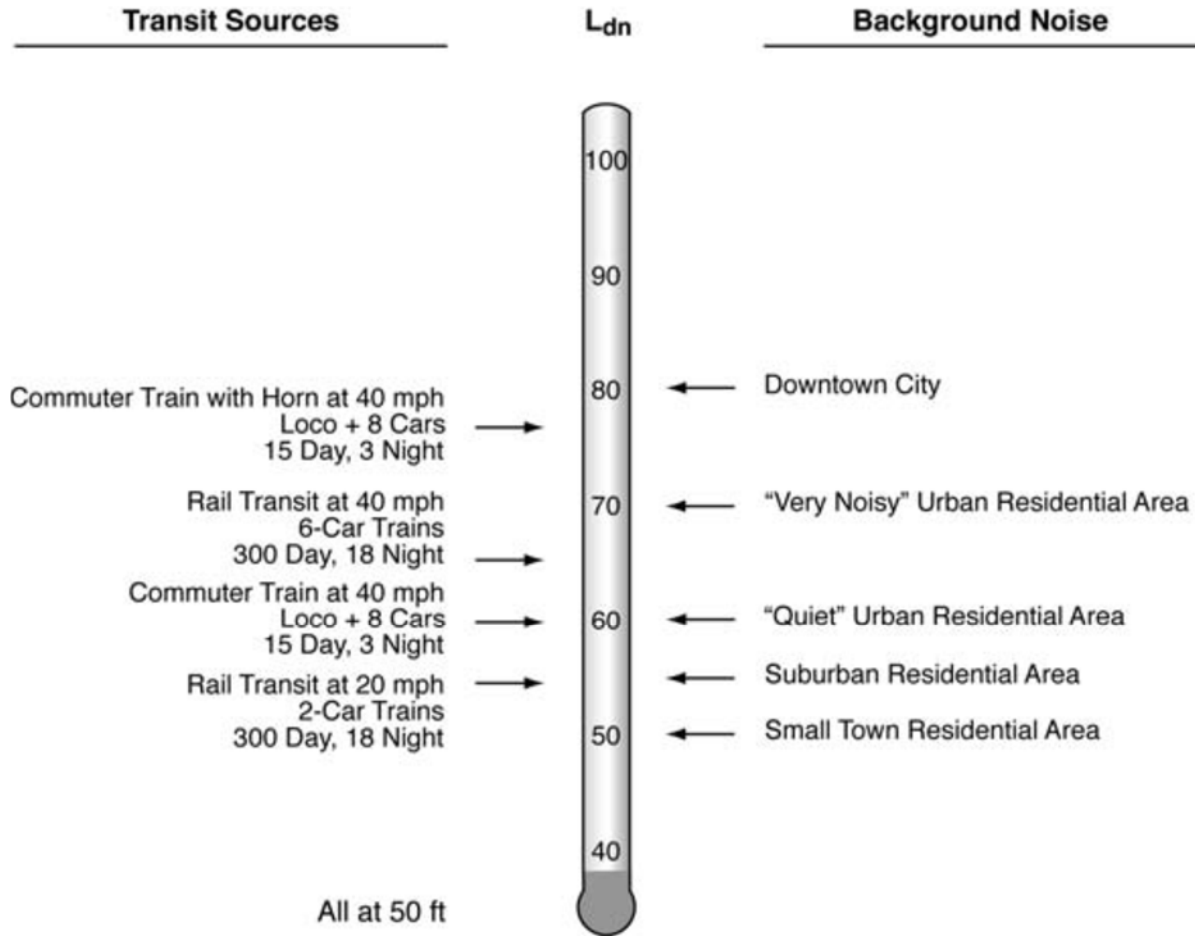 Transit Sources
Ldn
Background Noise
100
90
80
70
60
50
40
Commuter Train with Horn at 40 mph
Loco + 8 Cars
15 Day, 3 Night
Rail Transit at 40 mph
6-Car Trains
300 Day, 18 Night
Commuter Train at 40 mph
Loco + 8 Cars
15 Day, 3 Night
Rail Transit at 20 mph
2-Car Trains
300 Day, 18 Night
All at 50 ft
Downtown City
“Very Noisy” Urban Residential Area
“Quiet” Urban Residential Area
Suburban Residential Area
Small Town Residential Area